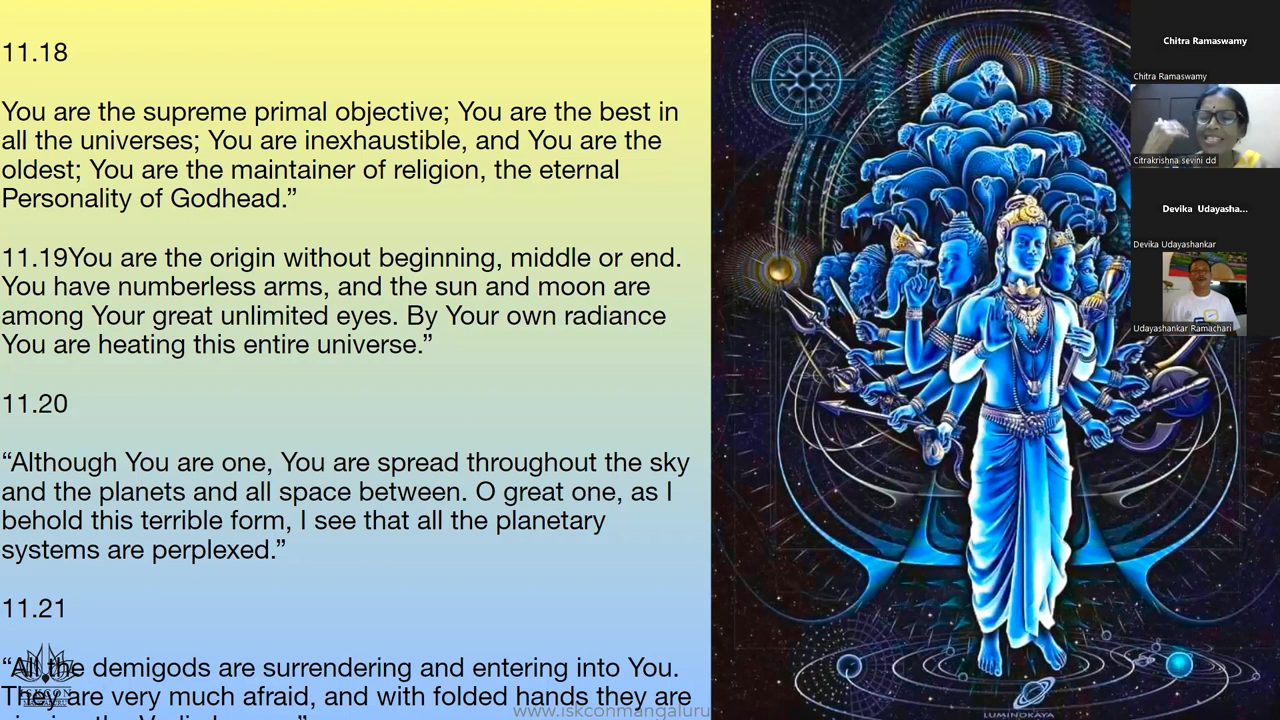 11.18
You are the supreme primal objective; You are the best in
all the universes; You are inexhaustible, and You are the
oldest; You are the maintainer of religion, the eternal
Personality of Godhead.”
11.19You are the origin without beginning, middle or end.
You have numberless arms, and the sun and moon are
among Your great unlimited eyes. By Your own radiance
You are heating this entire universe.”
11.20
“Although You are one, You are spread throughout the sky
and the planets and all space between. O great one, as I
behold this terrible form, I see that all the planetary
systems are perplexed.”
11.21
“All the demigods are surrendering and entering into You.
They are very much afraid, and with folded hands they are
ISKCON
www.iskconmangaluru
LUMINOKAYA
Chitra Ramaswamy
Chitra Ramaswamy
Citrakrishna sevini dd
Devika Udayasha...
Devika Udayashankar
Udayashankar Ramachari